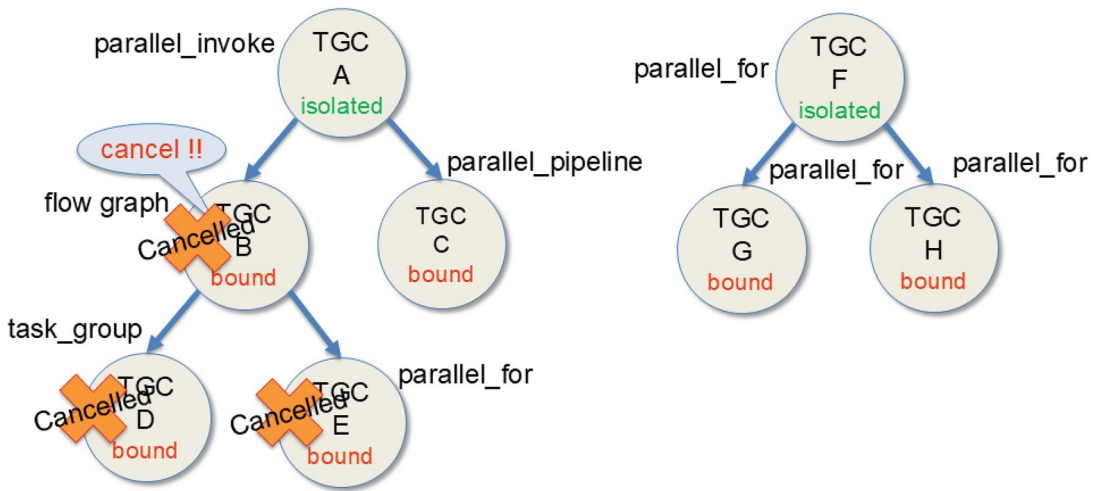 parallel_invoke
TGC
A
isolated
cancel !!
flow graph
TGC
B
bound
Cancelled
parallel_pipeline
TGC
C
bound
task_group
TGC
D
bound
Cancelled
TGC
E
bound
Cancelled
parallel_for
parallel_for
TGC
F
isolated
parallel_for
TGC
G
bound
parallel_for
TGC
H
bound